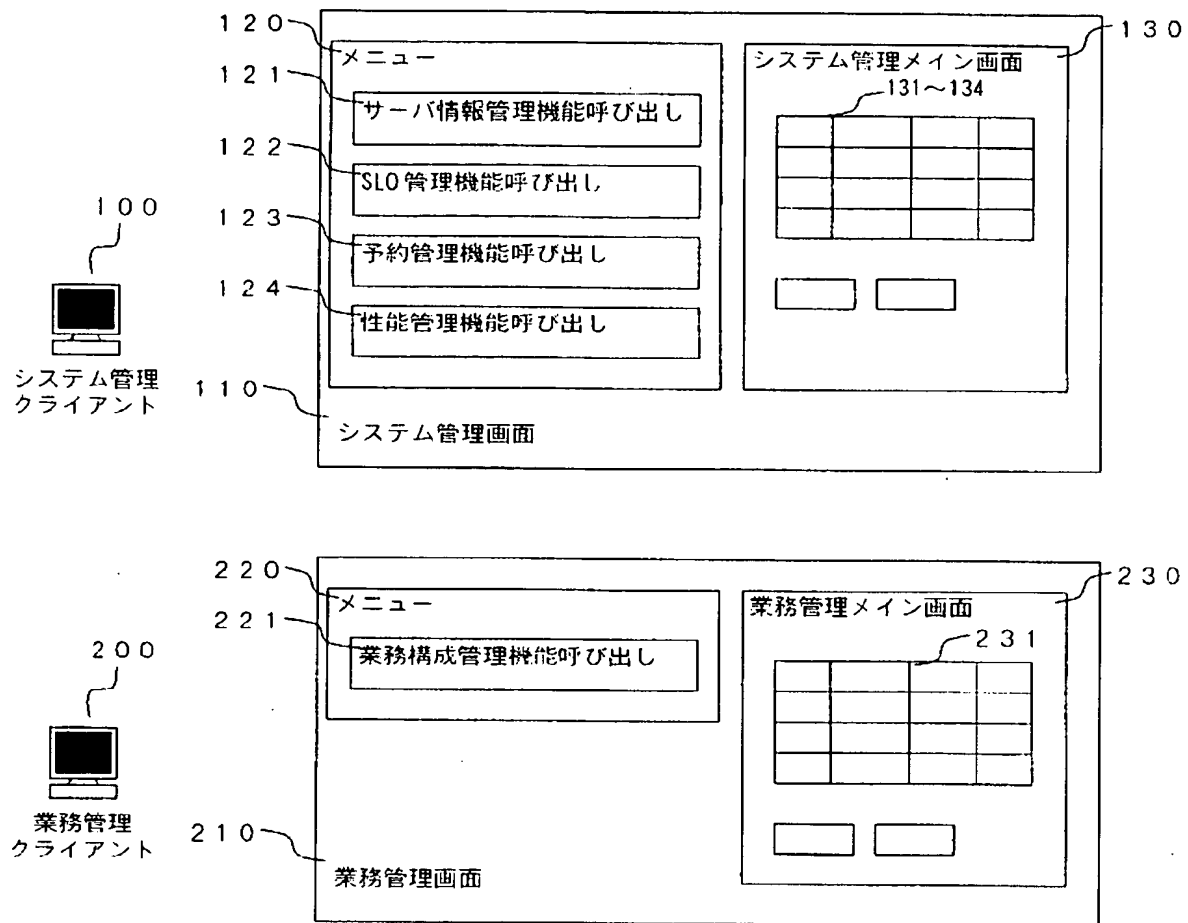 １２０
メニュー
１２１
サーバ情報管理機能呼び出し
１２２
SLO管理機能呼び出し
１２３
予約管理機能呼び出し
１２４
性能管理機能呼び出し
１３０
システム管理メイン画面
131～134
１００
システム管理
クライアント
１１０
システム管理画面
２２０
メニュー
２２１
業務構成管理機能呼び出し
２３０
業務管理メイン画面
２３１
２００
業務管理
クライアント
２１０
業務管理画面